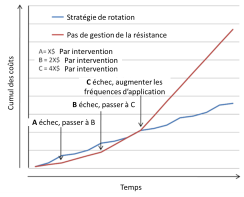 Stratégie de rotation
Pas de gestion de la résistance
A= X$ Par intervention
B = 2X$ Par intervention
C = 4X$ Par intervention
C échec, augmenter les
fréquences d'application
B échec, passer à C
A échec, passer à B
Cumul des coûts
Temps